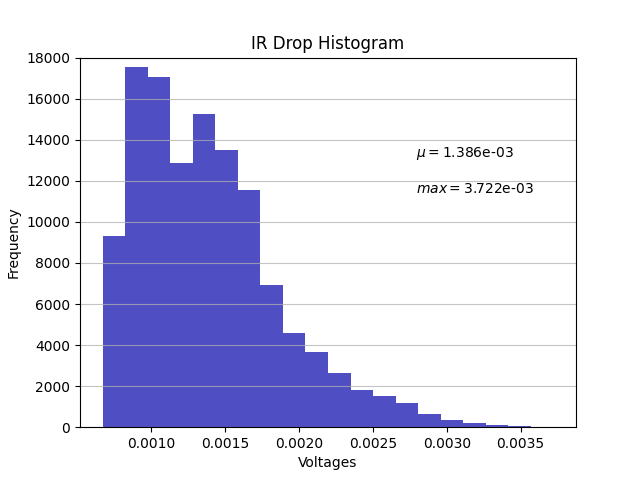 IR Drop Histogram
18000
16000
14000
12000
10000
8000
6000
4000
2000
0
Frequency
μ = 1.386e-03
max = 3.722e-03
0.0010 0.0015 0.0020 0.0025 0.0030 0.0035
Voltages